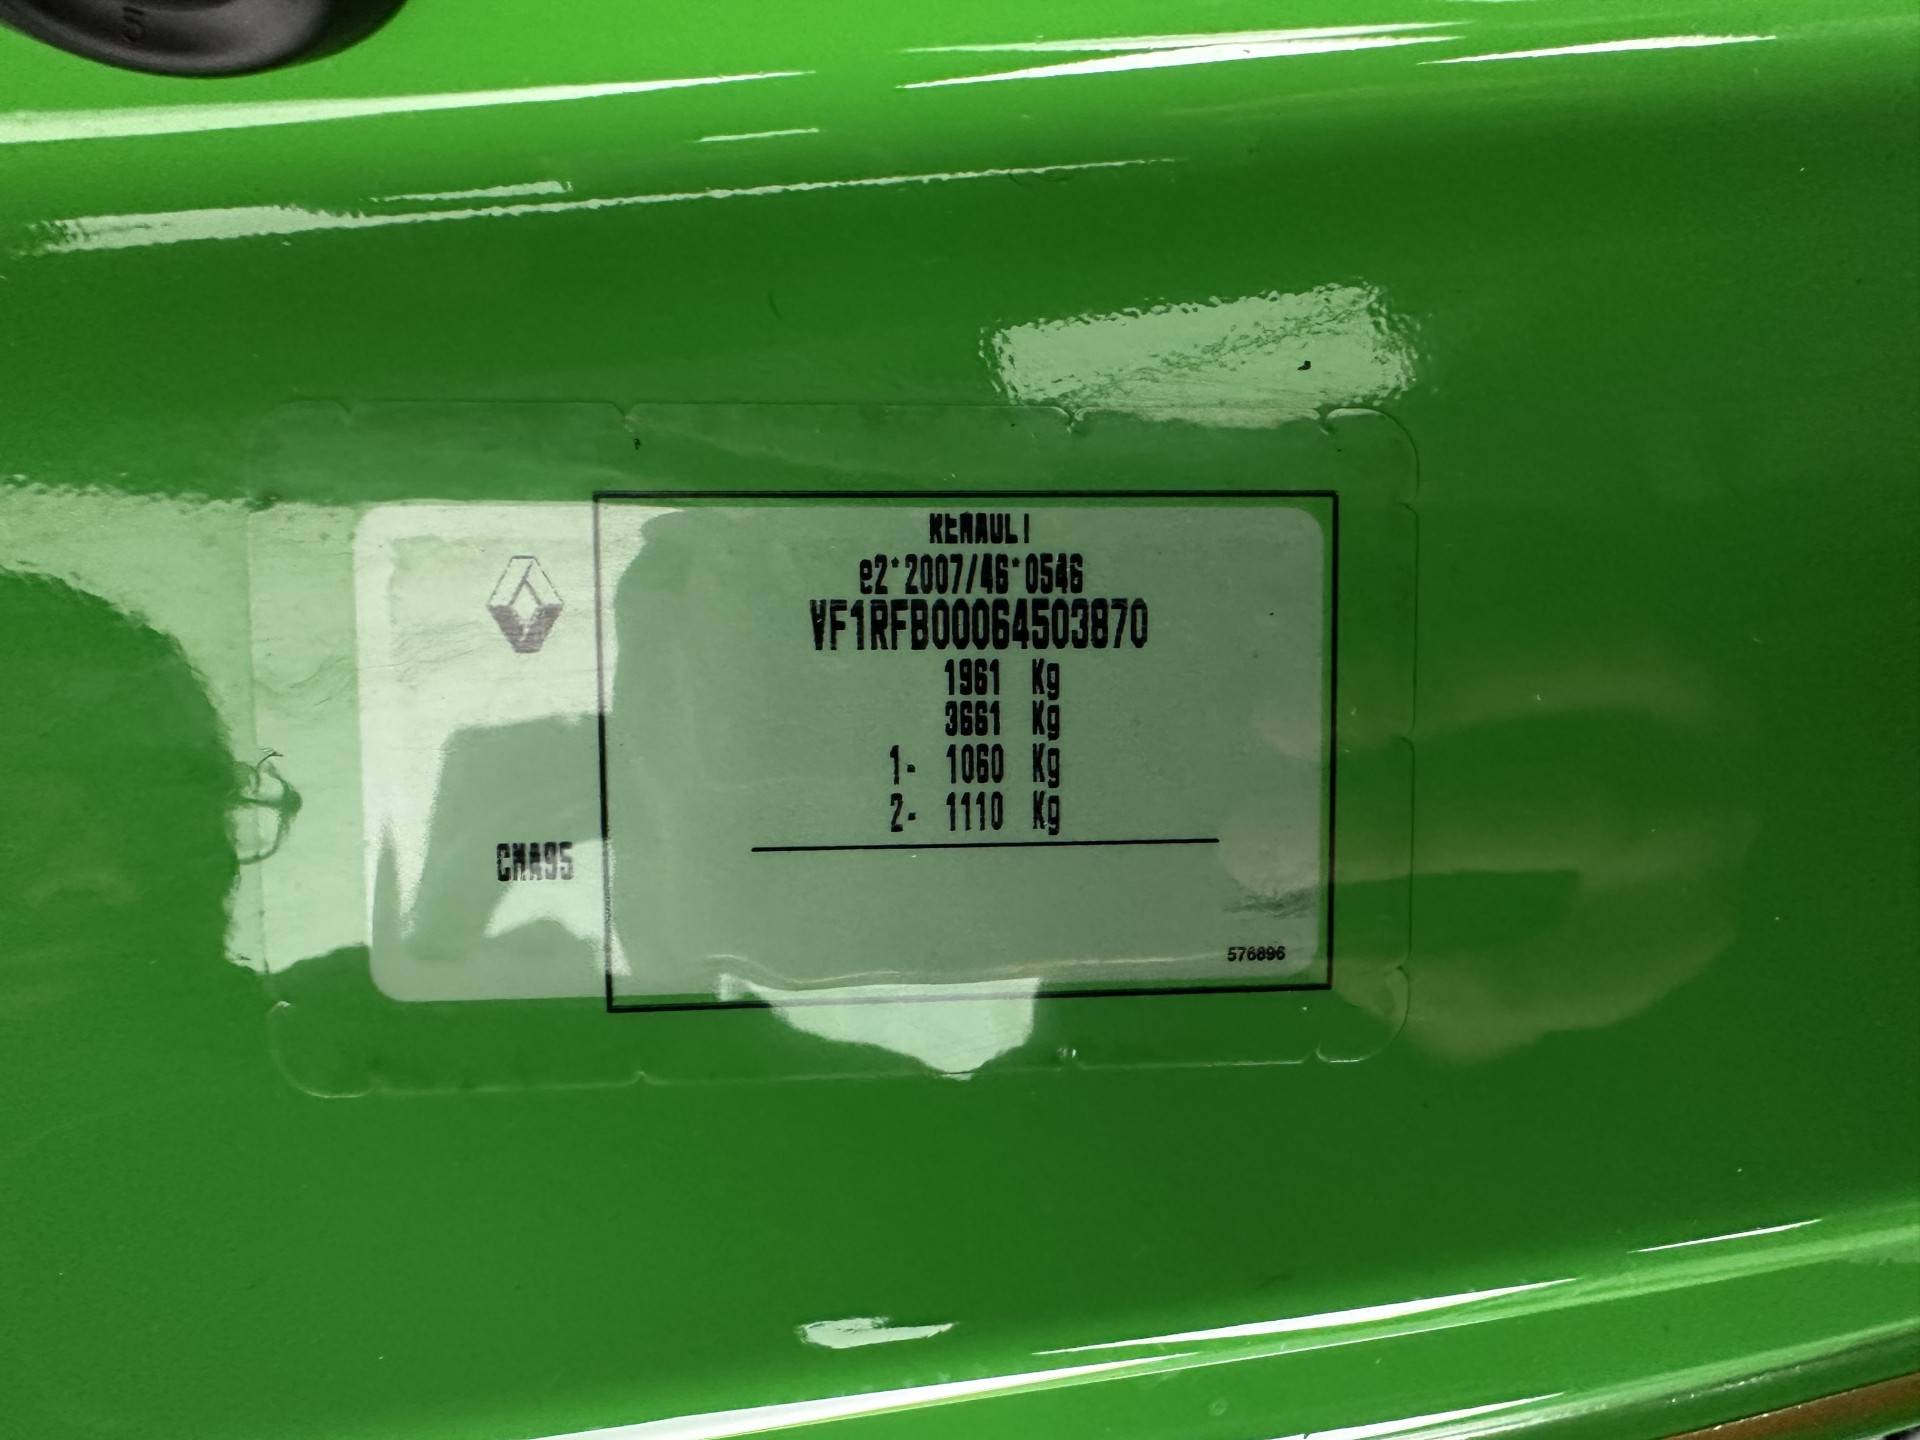 RENAULT
e2*2007/46*0546
VF1RFB00064503870
1961 Kg
3661 Kg
1- 1060 Kg
2- 1110 Kg
CMA95
576896